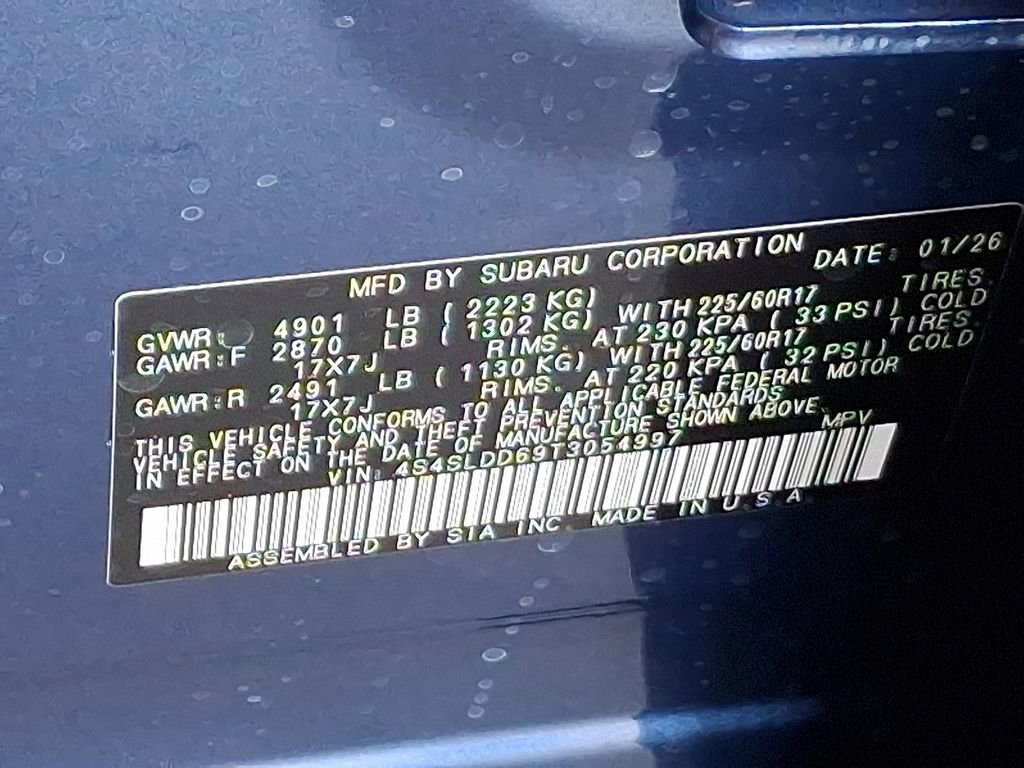 MFD BY SUBARU CORPORATION DATE: 01/26
GVWR: 4901 LB ( 2223 KG)
GAWR:F 2870 LB ( 1302 KG) WITH 225/60R17 TIRES.
17X7J RIMS. AT 230 KPA ( 33 PSI) COLD
GAWR:R 2491 LB ( 1130 KG) WITH 225/60R17 TIRES.
17X7J RIMS. AT 220 KPA ( 32 PSI) COLD
THIS VEHICLE CONFORMS TO ALL APPLICABLE FEDERAL MOTOR
VEHICLE SAFETY AND THEFT PREVENTION STANDARDS
IN EFFECT ON THE DATE OF MANUFACTURE SHOWN ABOVE.
VIN: 4S4SLDD69T3054997 MPV
ASSEMBLED BY SIA INC. MADE IN U.S.A